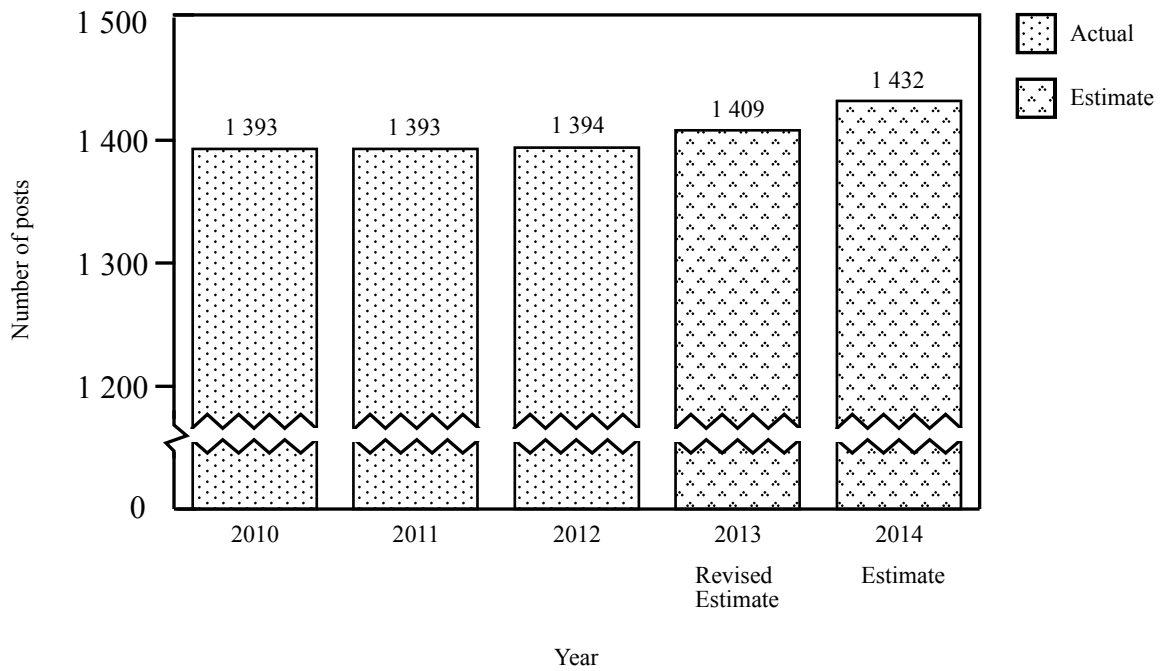 1 500
1 400
1 300
1 200
0
Number of posts
1 393
1 393
1 394
1 409
1 432
2010
2011
2012
2013
2014
Revised
Estimate
Estimate
Year
Actual
Estimate